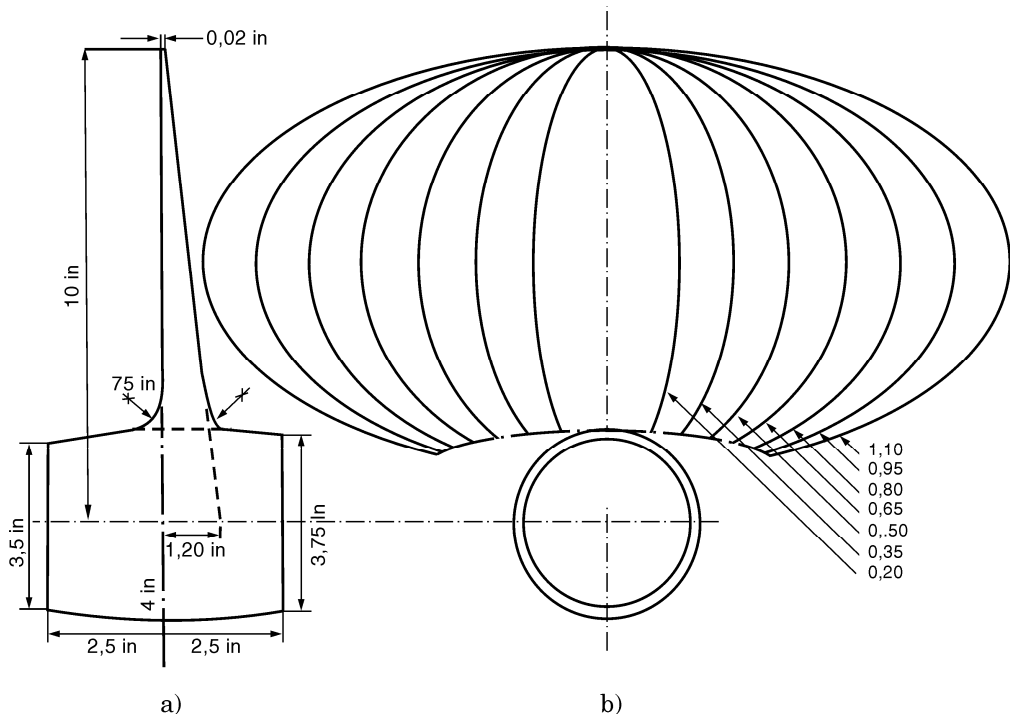 0,02 in
10 in
75 in
1,10
0,95
0,80
0,65
0,.50
0,35
0,20
3,5 in
1,20 in
3,75 In
4 in
2,5 in
2,5 in
a)
b)